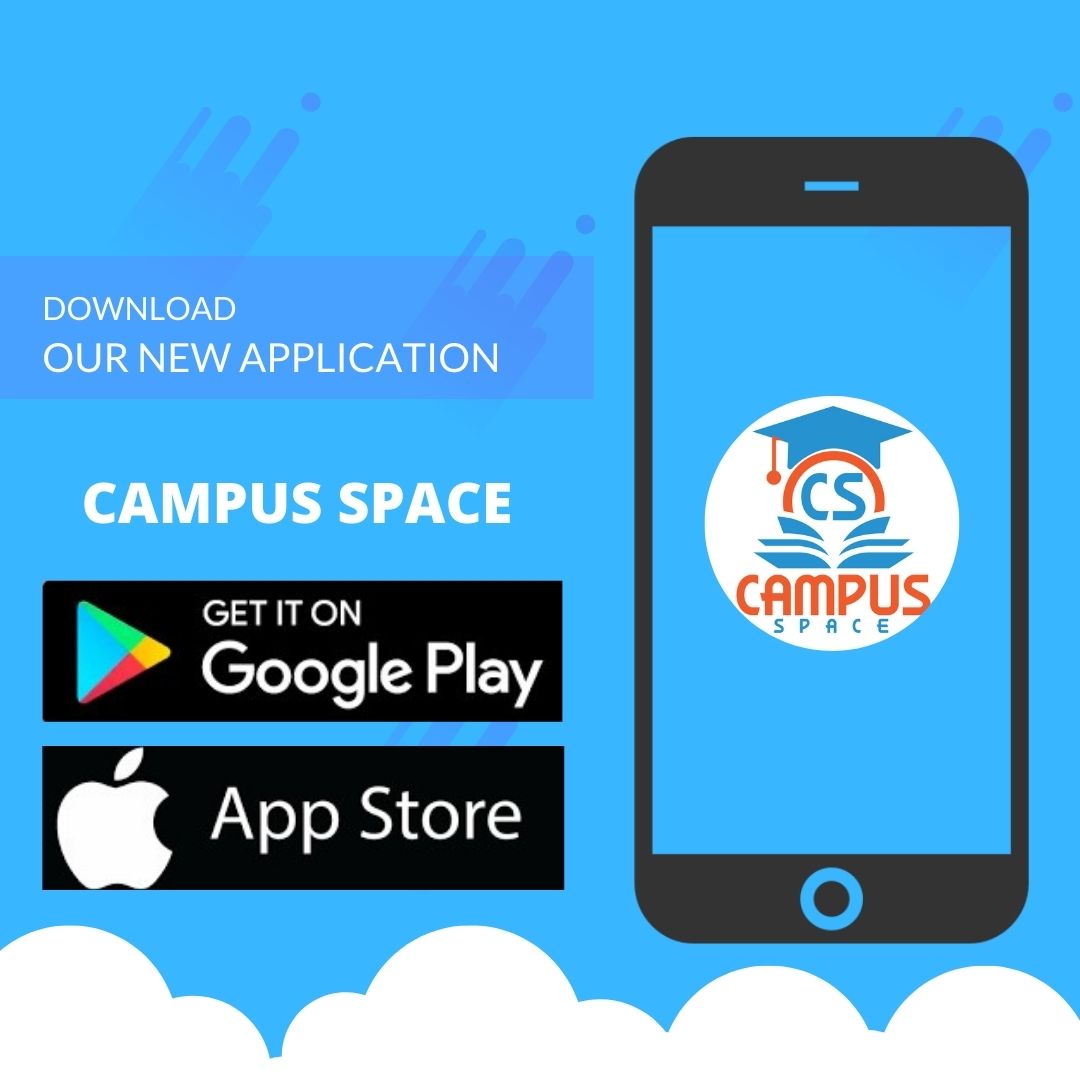 DOWNLOAD
OUR NEW APPLICATION
CAMPUS SPACE
GET IT ON
Google Play
App Store
CS
CAMPUS
SPACE